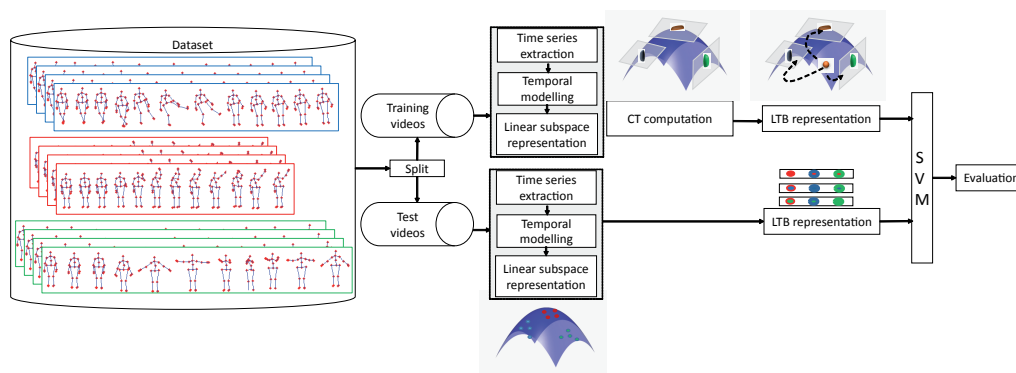 Dataset
Training
videos
Split
Test
videos
Time series
extraction
Temporal
modelling
Linear subspace
representation
CT computation
LTB representation
Time series
extraction
Temporal
modelling
Linear subspace
representation
LTB representation
S
V
M
Evaluation